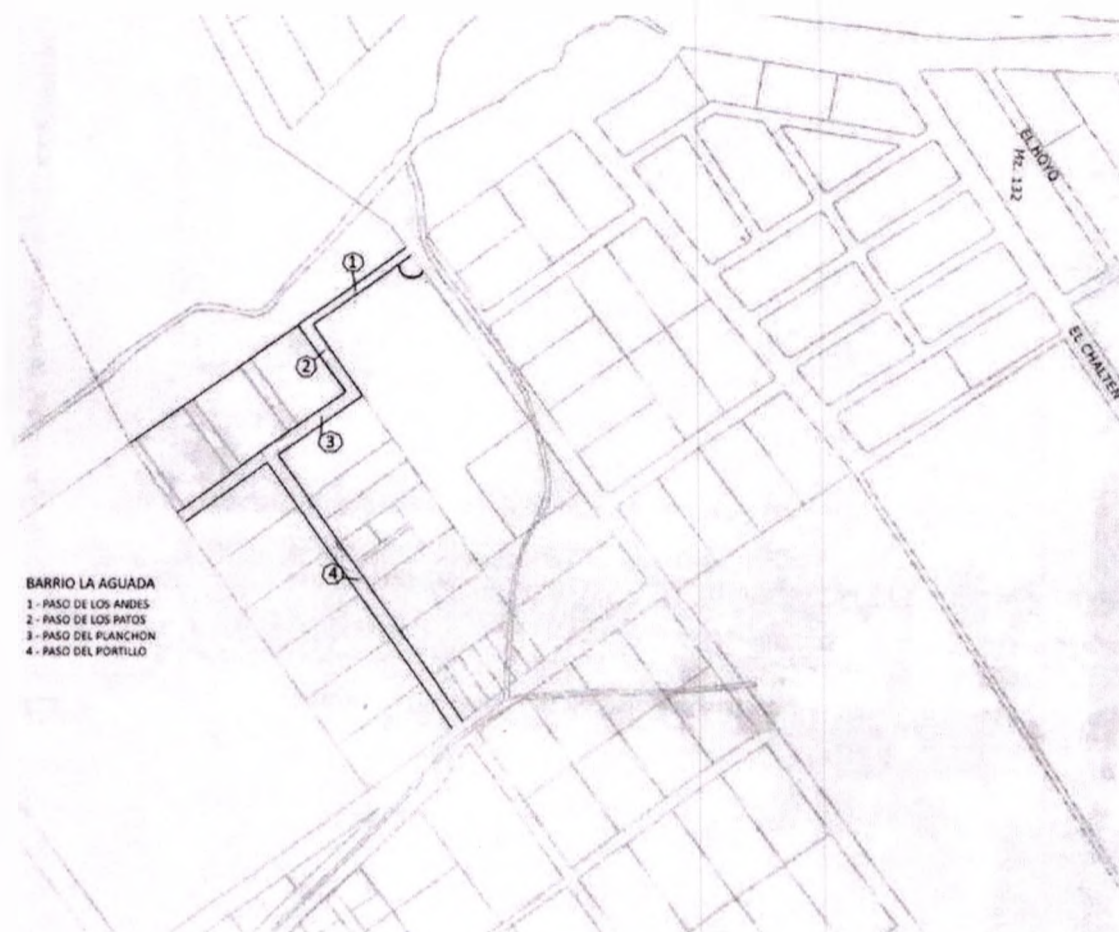 EL HOYO
Mz. 132
1
2
EL CHALTEN
3
4
BARRIO LA AGUADA
1 - PASO DE LOS ANDES
2 - PASO DE LOS PATOS
3 - PASO DEL PLANCHON
4 - PASO DEL PORTILLO